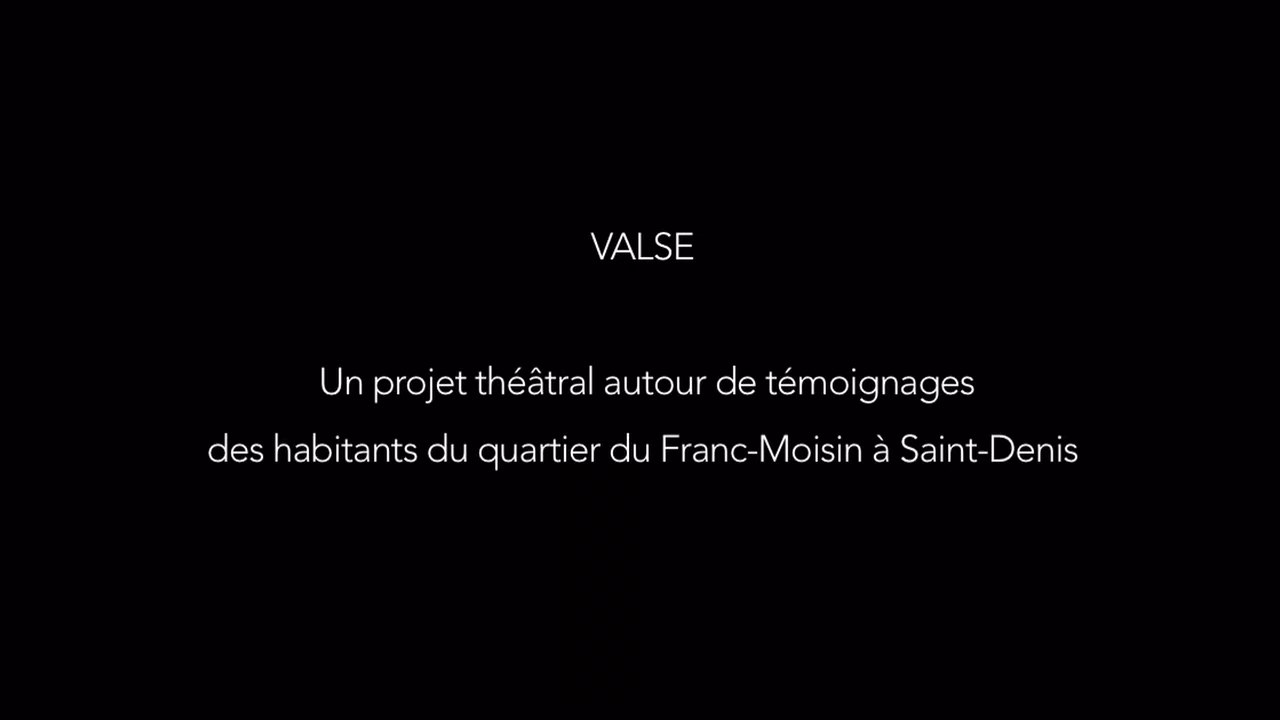 VALSE
Un projet théâtral autour de témoignages
des habitants du quartier du Franc-Moisin à Saint-Denis